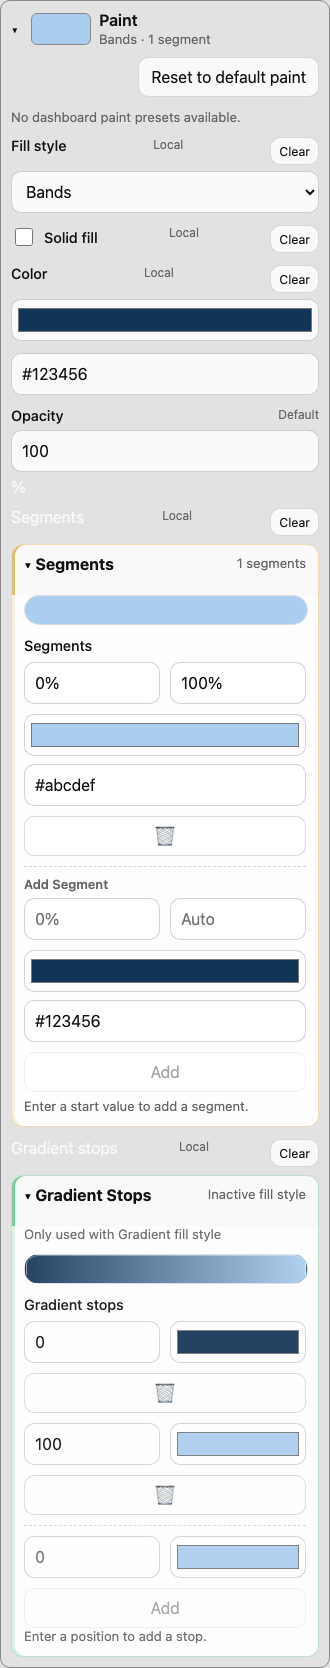 Paint
Bands · 1 segment
Reset to default paint
No dashboard paint presets available.
Fill style Local Clear
Bands
Solid fill Local Clear
Color Local Clear
#123456
Opacity Default
100
%
Segments Local Clear
Segments 1 segments
Segments
0% 100%
#abcdef
Add Segment
0% Auto
#123456
Add
Enter a start value to add a segment.
Gradient stops Local Clear
Gradient Stops Inactive fill style
Only used with Gradient fill style
Gradient stops
0
100
0
Add
Enter a position to add a stop.